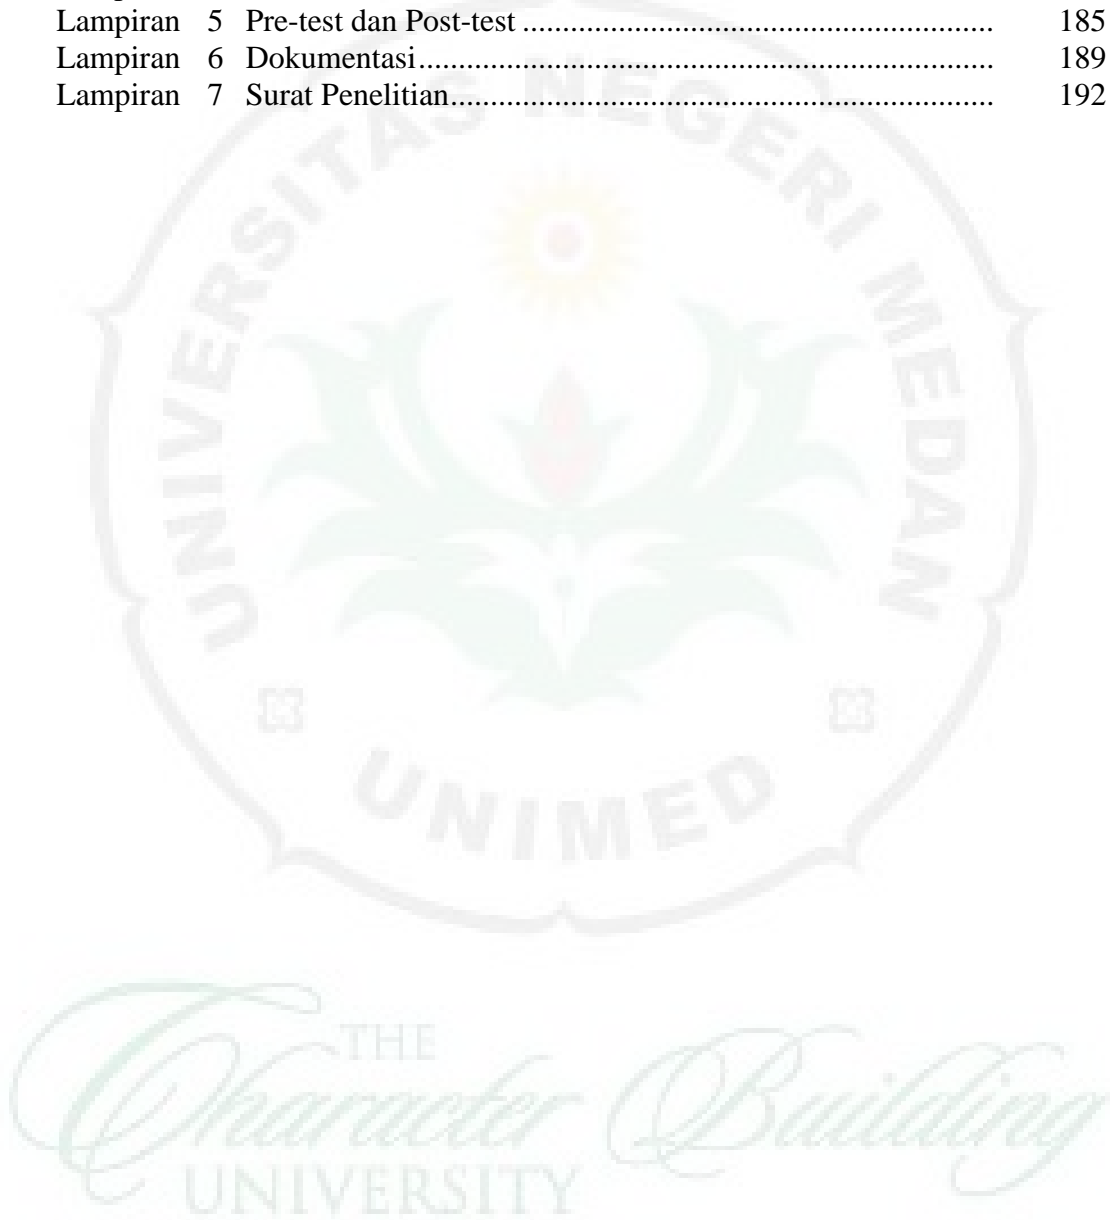 Lampiran 5 Pre-test dan Post-test ........................................................... 185
Lampiran 6 Dokumentasi........................................................................ 189
Lampiran 7 Surat Penelitian.................................................................... 192
UNIVERSITAS NEGERI MEDAN
UNIMED
THE
Character Building
UNIVERSITY